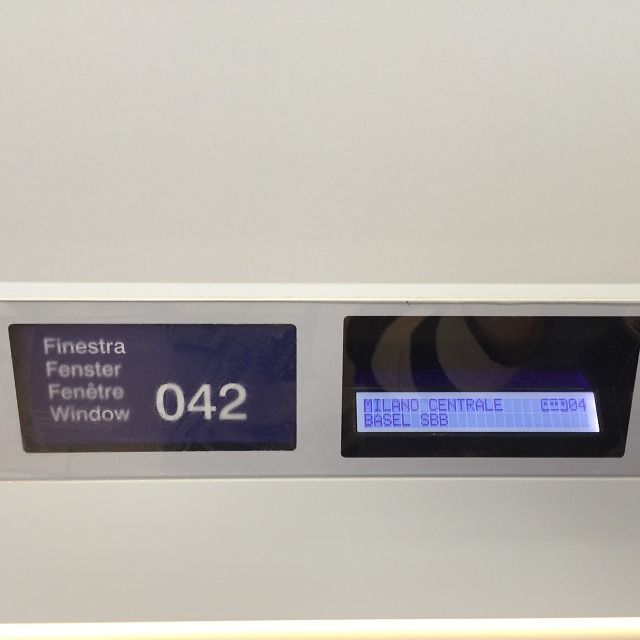 Finestra
Fenster
Fenêtre
Window 042
MILANO CENTRALE 04
BASEL SBB